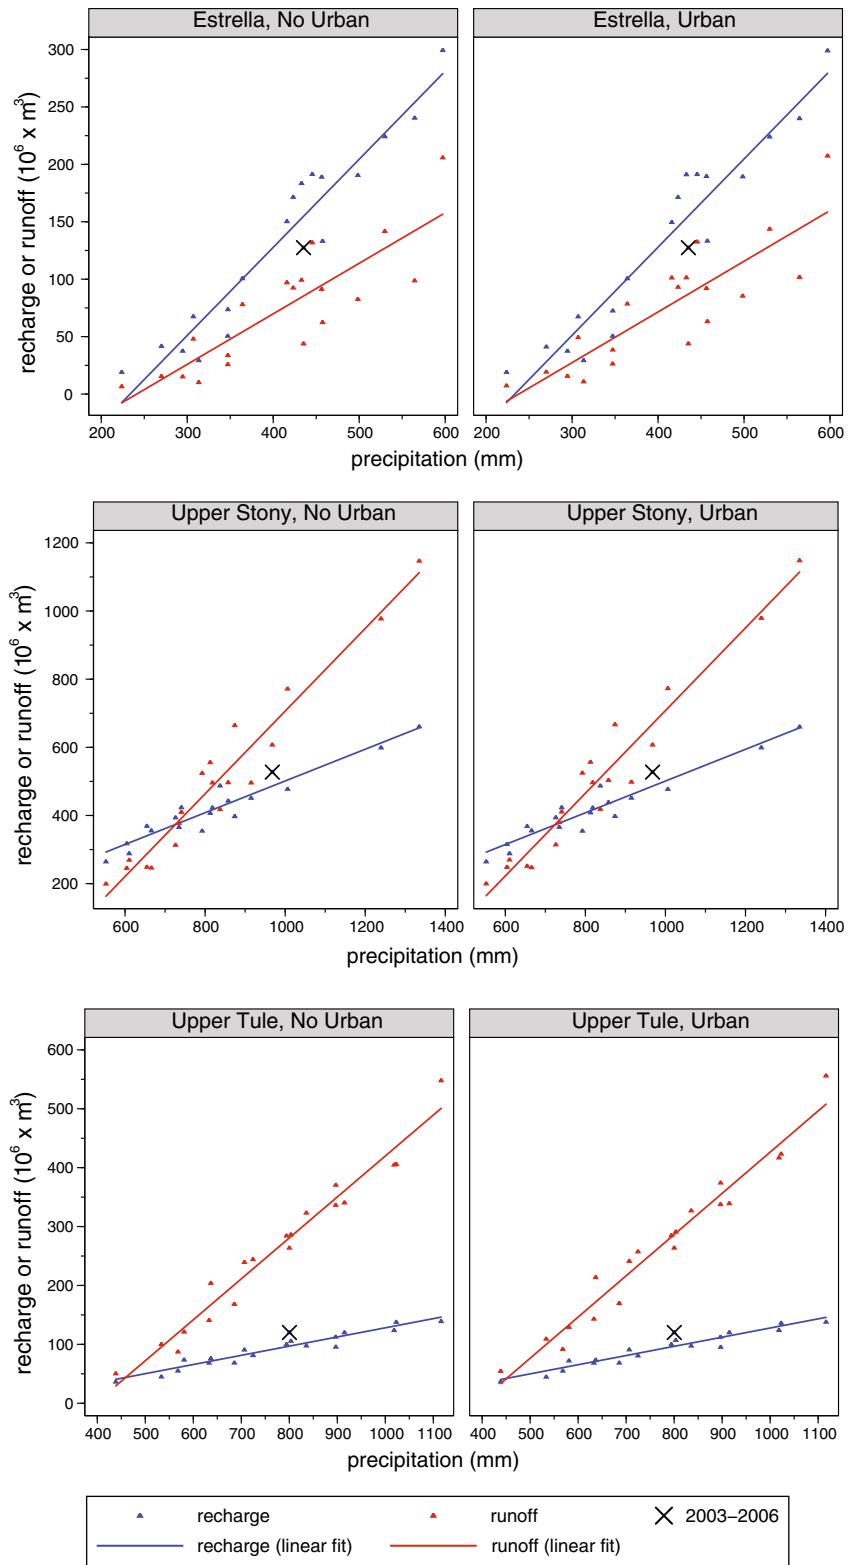 Estrella, No Urban
Estrella, Urban
recharge or runoff (10⁶ x m³)
300
250
200
150
100
50
0
200 300 400 500 600
200 300 400 500 600
precipitation (mm)
Upper Stony, No Urban
Upper Stony, Urban
recharge or runoff (10⁶ x m³)
1200
1000
800
600
400
200
600 800 1000 1200 1400
600 800 1000 1200 1400
precipitation (mm)
Upper Tule, No Urban
Upper Tule, Urban
recharge or runoff (10⁶ x m³)
600
500
400
300
200
100
0
400 500 600 700 800 900 1000 1100
400 500 600 700 800 900 1000 1100
precipitation (mm)
recharge runoff 2003–2006
recharge (linear fit) runoff (linear fit)